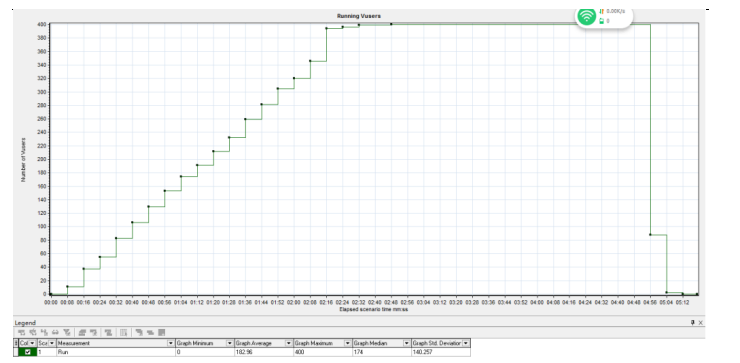 Running Vusers
0.00K/s
0
400
380
360
340
320
300
280
260
240
220
200
180
160
140
120
100
80
60
40
20
0
Number of Vusers
00:00 00:08 00:16 00:24 00:32 00:40 00:48 00:56 01:04 01:12 01:20 01:28 01:36 01:44 01:52 02:00 02:08 02:16 02:24 02:32 02:40 02:48 02:56 03:04 03:12 03:20 03:28 03:36 03:44 03:52 04:00 04:08 04:16 04:24 04:32 04:40 04:48 04:56 05:04 05:12
Elapsed scenario time mm:ss
Legend
Col Sca Measurement Graph Minimum Graph Average Graph Maximum Graph Median Graph Std. Deviation
1 Run 0 182.96 400 174 140.257